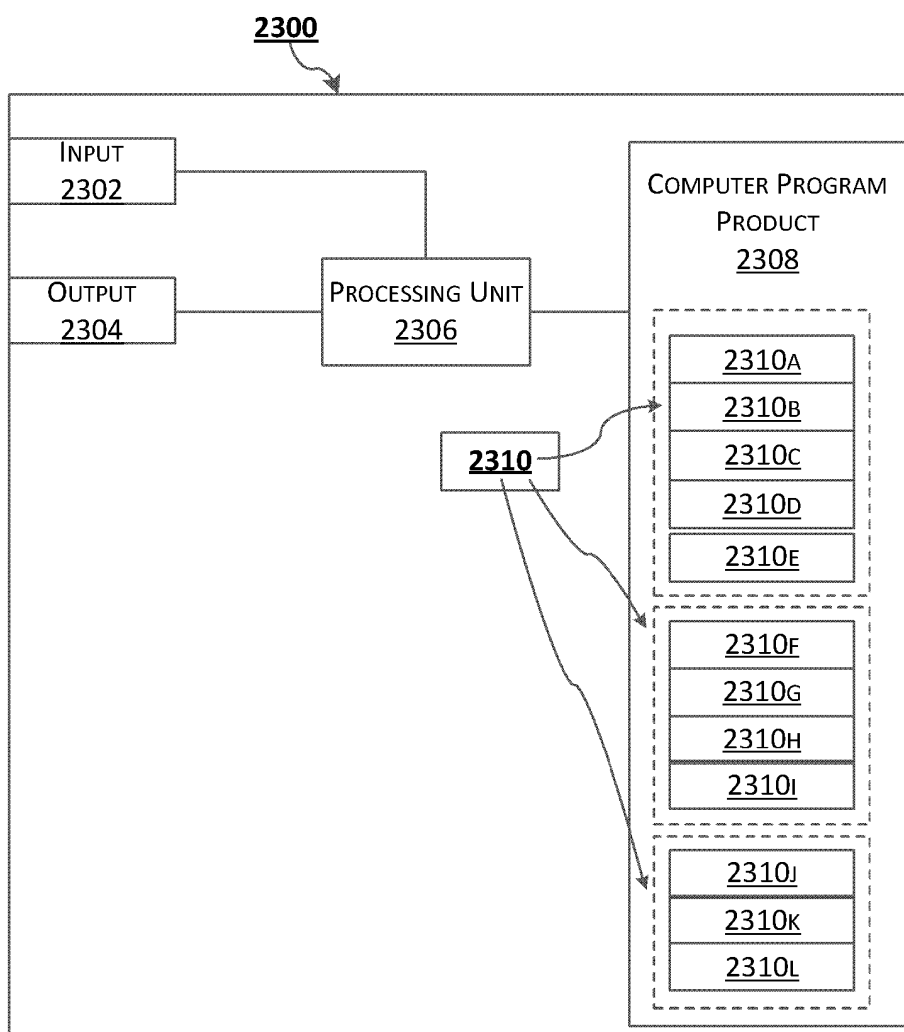 2300
INPUT
2302
OUTPUT
2304
PROCESSING UNIT
2306
COMPUTER PROGRAM
PRODUCT
2308
2310
2310A
2310B
2310C
2310D
2310E
2310F
2310G
2310H
2310I
2310J
2310K
2310L